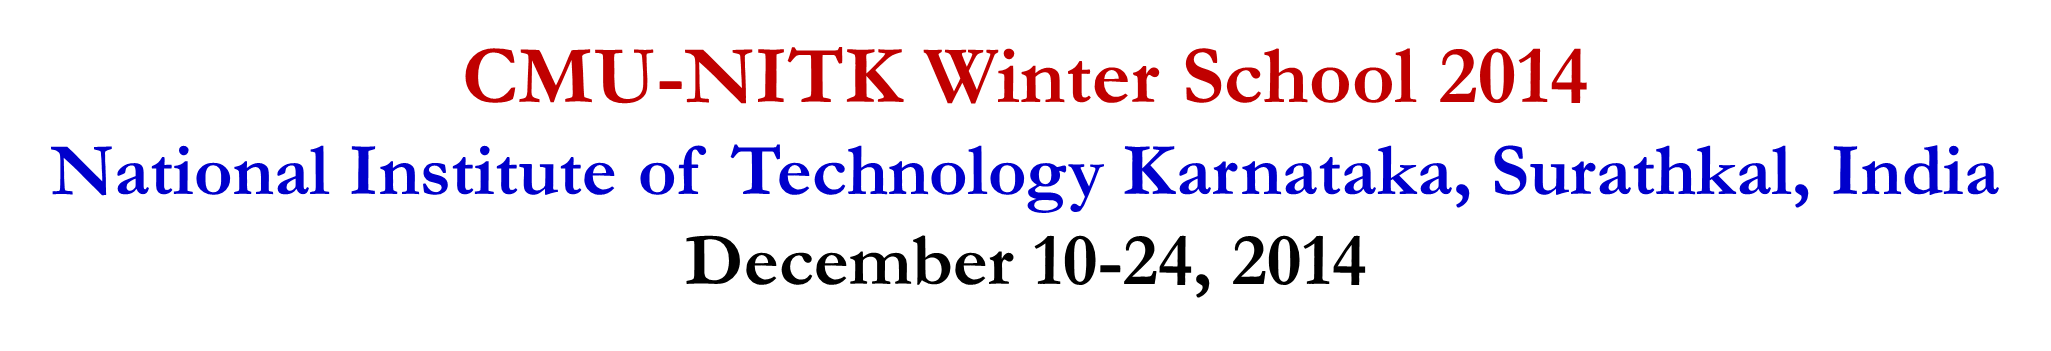 CMU-NITK Winter School 2014
National Institute of Technology Karnataka, Surathkal, India
December 10-24, 2014